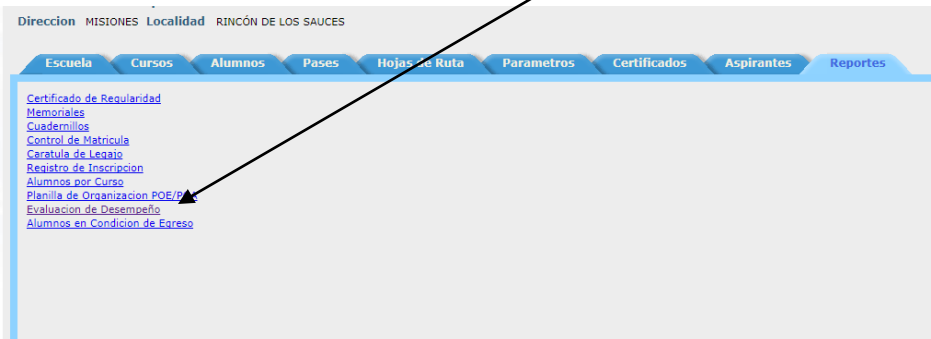 Direccion MISIONES Localidad RINCÓN DE LOS SAUCES
Escuela Cursos Alumnos Pases Hojas de Ruta Parametros Certificados Aspirantes Reportes
Certificado de Regularidad
Memoriales
Cuadernillos
Control de Matricula
Caratula de Legajo
Registro de Inscripcion
Alumnos por Curso
Planilla de Organizacion
Evaluacion de Desempeño
Alumnos en Condicion de Egreso